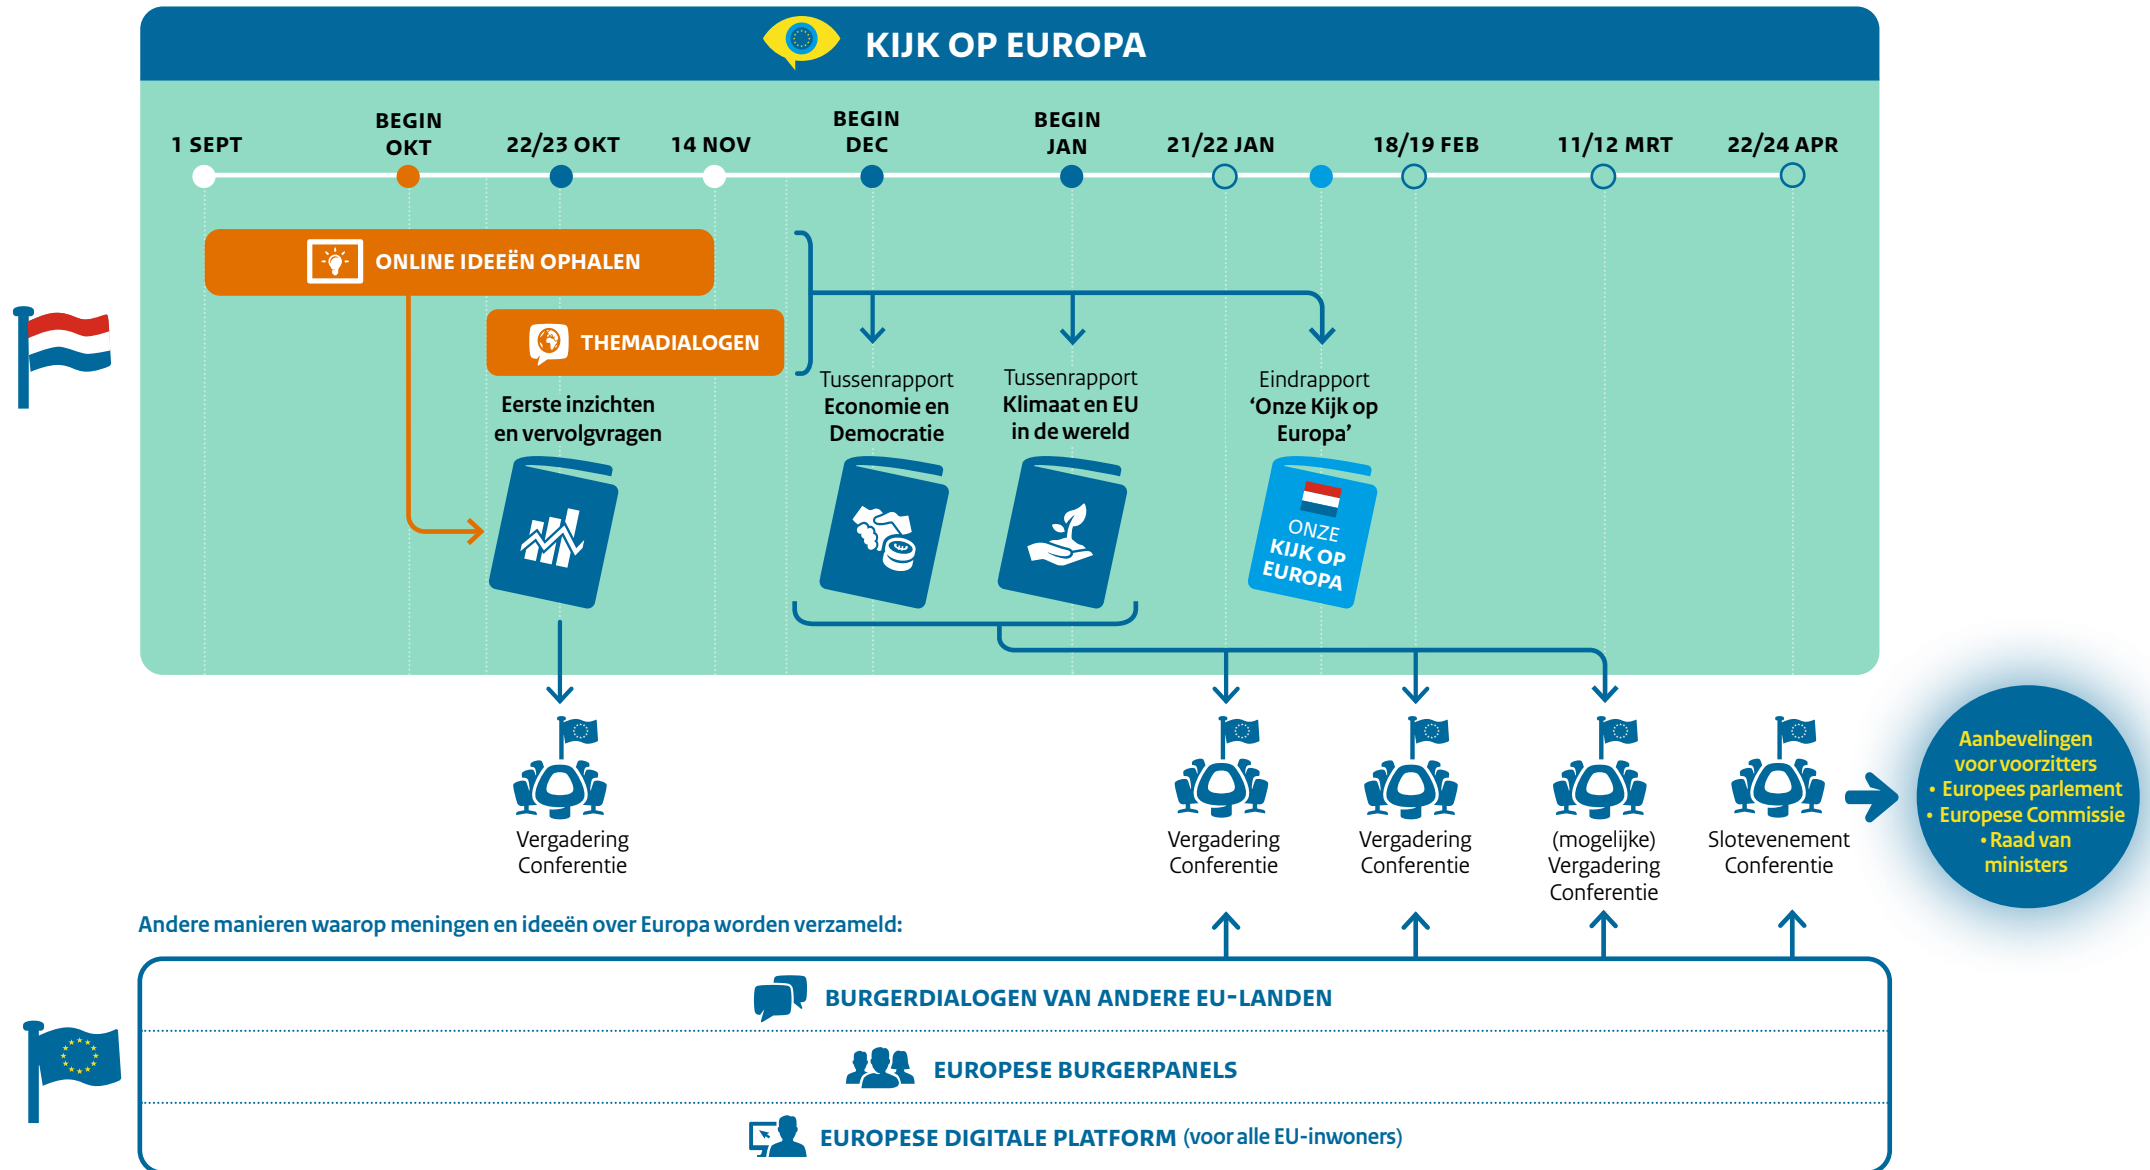 KIJK OP EUROPA
1 SEPT
BEGIN
OKT
22/23 OKT
14 NOV
BEGIN
DEC
BEGIN
JAN
21/22 JAN
18/19 FEB
11/12 MRT
22/24 APR
ONLINE IDEEËN OPHALEN
THEMADIALOGEN
Eerste inzichten
en vervolgvragen
Tussenrapport
Economie en
Democratie
Tussenrapport
Klimaat en EU
in de wereld
Eindrapport
‘Onze Kijk op
Europa’
ONZE
KIJK OP
EUROPA
Vergadering
Conferentie
Vergadering
Conferentie
Vergadering
Conferentie
(mogelijke)
Vergadering
Conferentie
Slotevenement
Conferentie
Aanbevelingen
voor voorzitters
• Europees parlement
• Europese Commissie
• Raad van
ministers
Andere manieren waarop meningen en ideeën over Europa worden verzameld:
BURGERDIALOGEN VAN ANDERE EU-LANDEN
EUROPESE BURGERPANELS
EUROPESE DIGITALE PLATFORM (voor alle EU-inwoners)